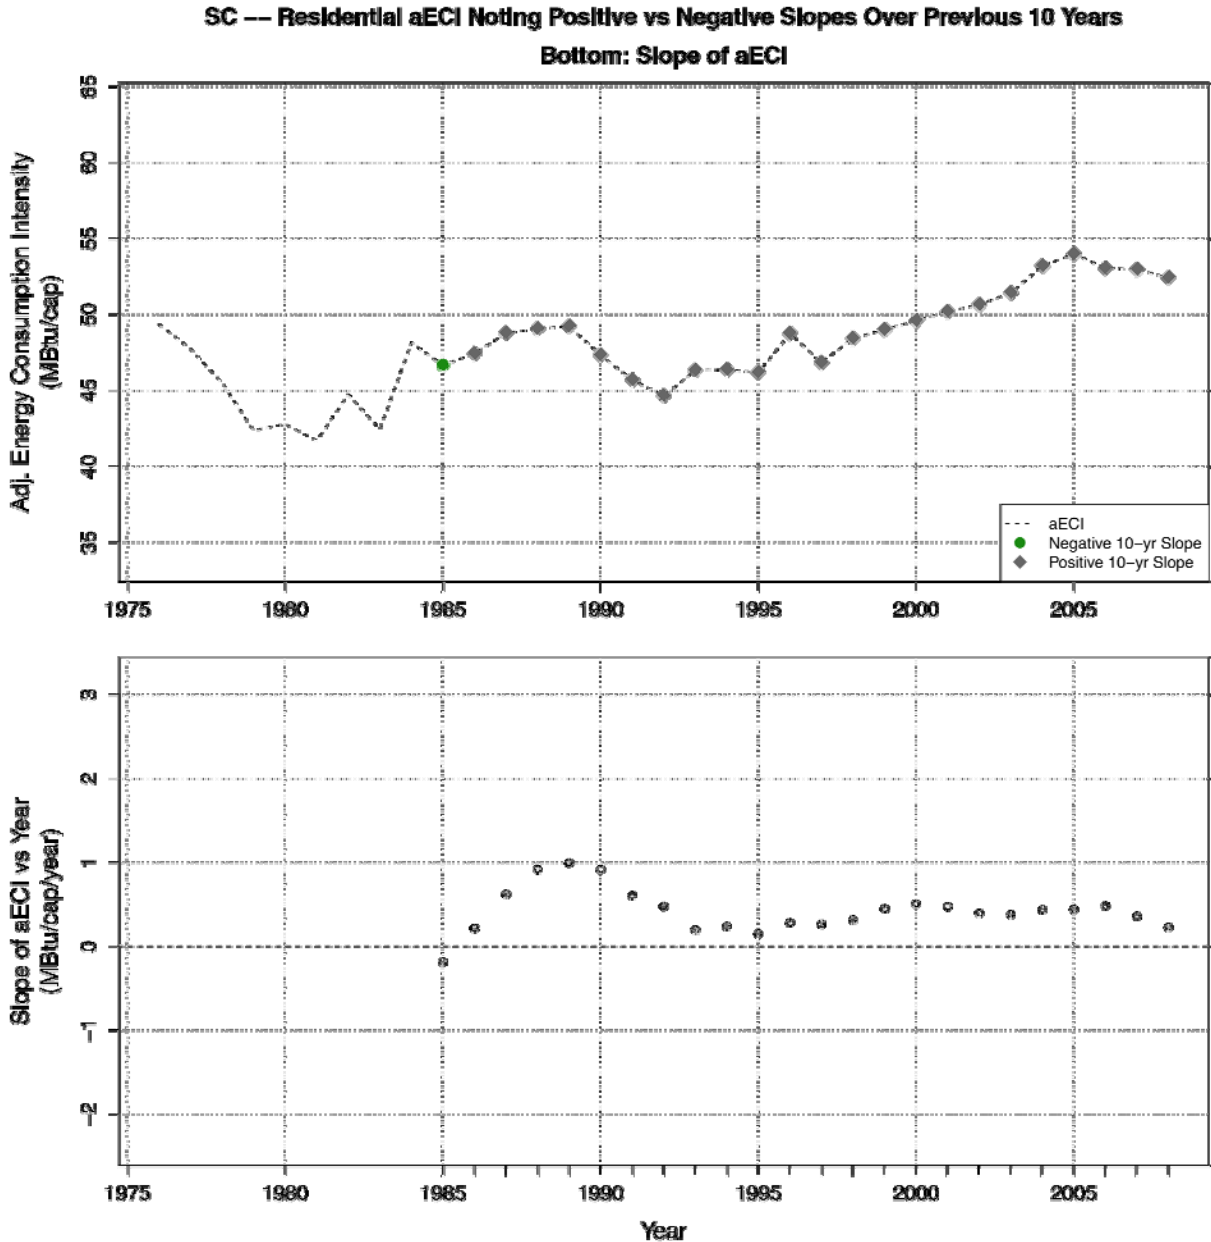 SC −− Residential aECI Noting Positive vs Negative Slopes Over Previous 10 Years
Bottom: Slope of aECI
Adj. Energy Consumption Intensity
(MBtu/cap)
65
60
55
50
45
40
35
--- aECI
Negative 10−yr Slope
Positive 10−yr Slope
1975 1980 1985 1990 1995 2000 2005
Slope of aECI vs Year
(MBtu/cap/year)
3
2
1
0
−1
−2
1975 1980 1985 1990 1995 2000 2005
Year